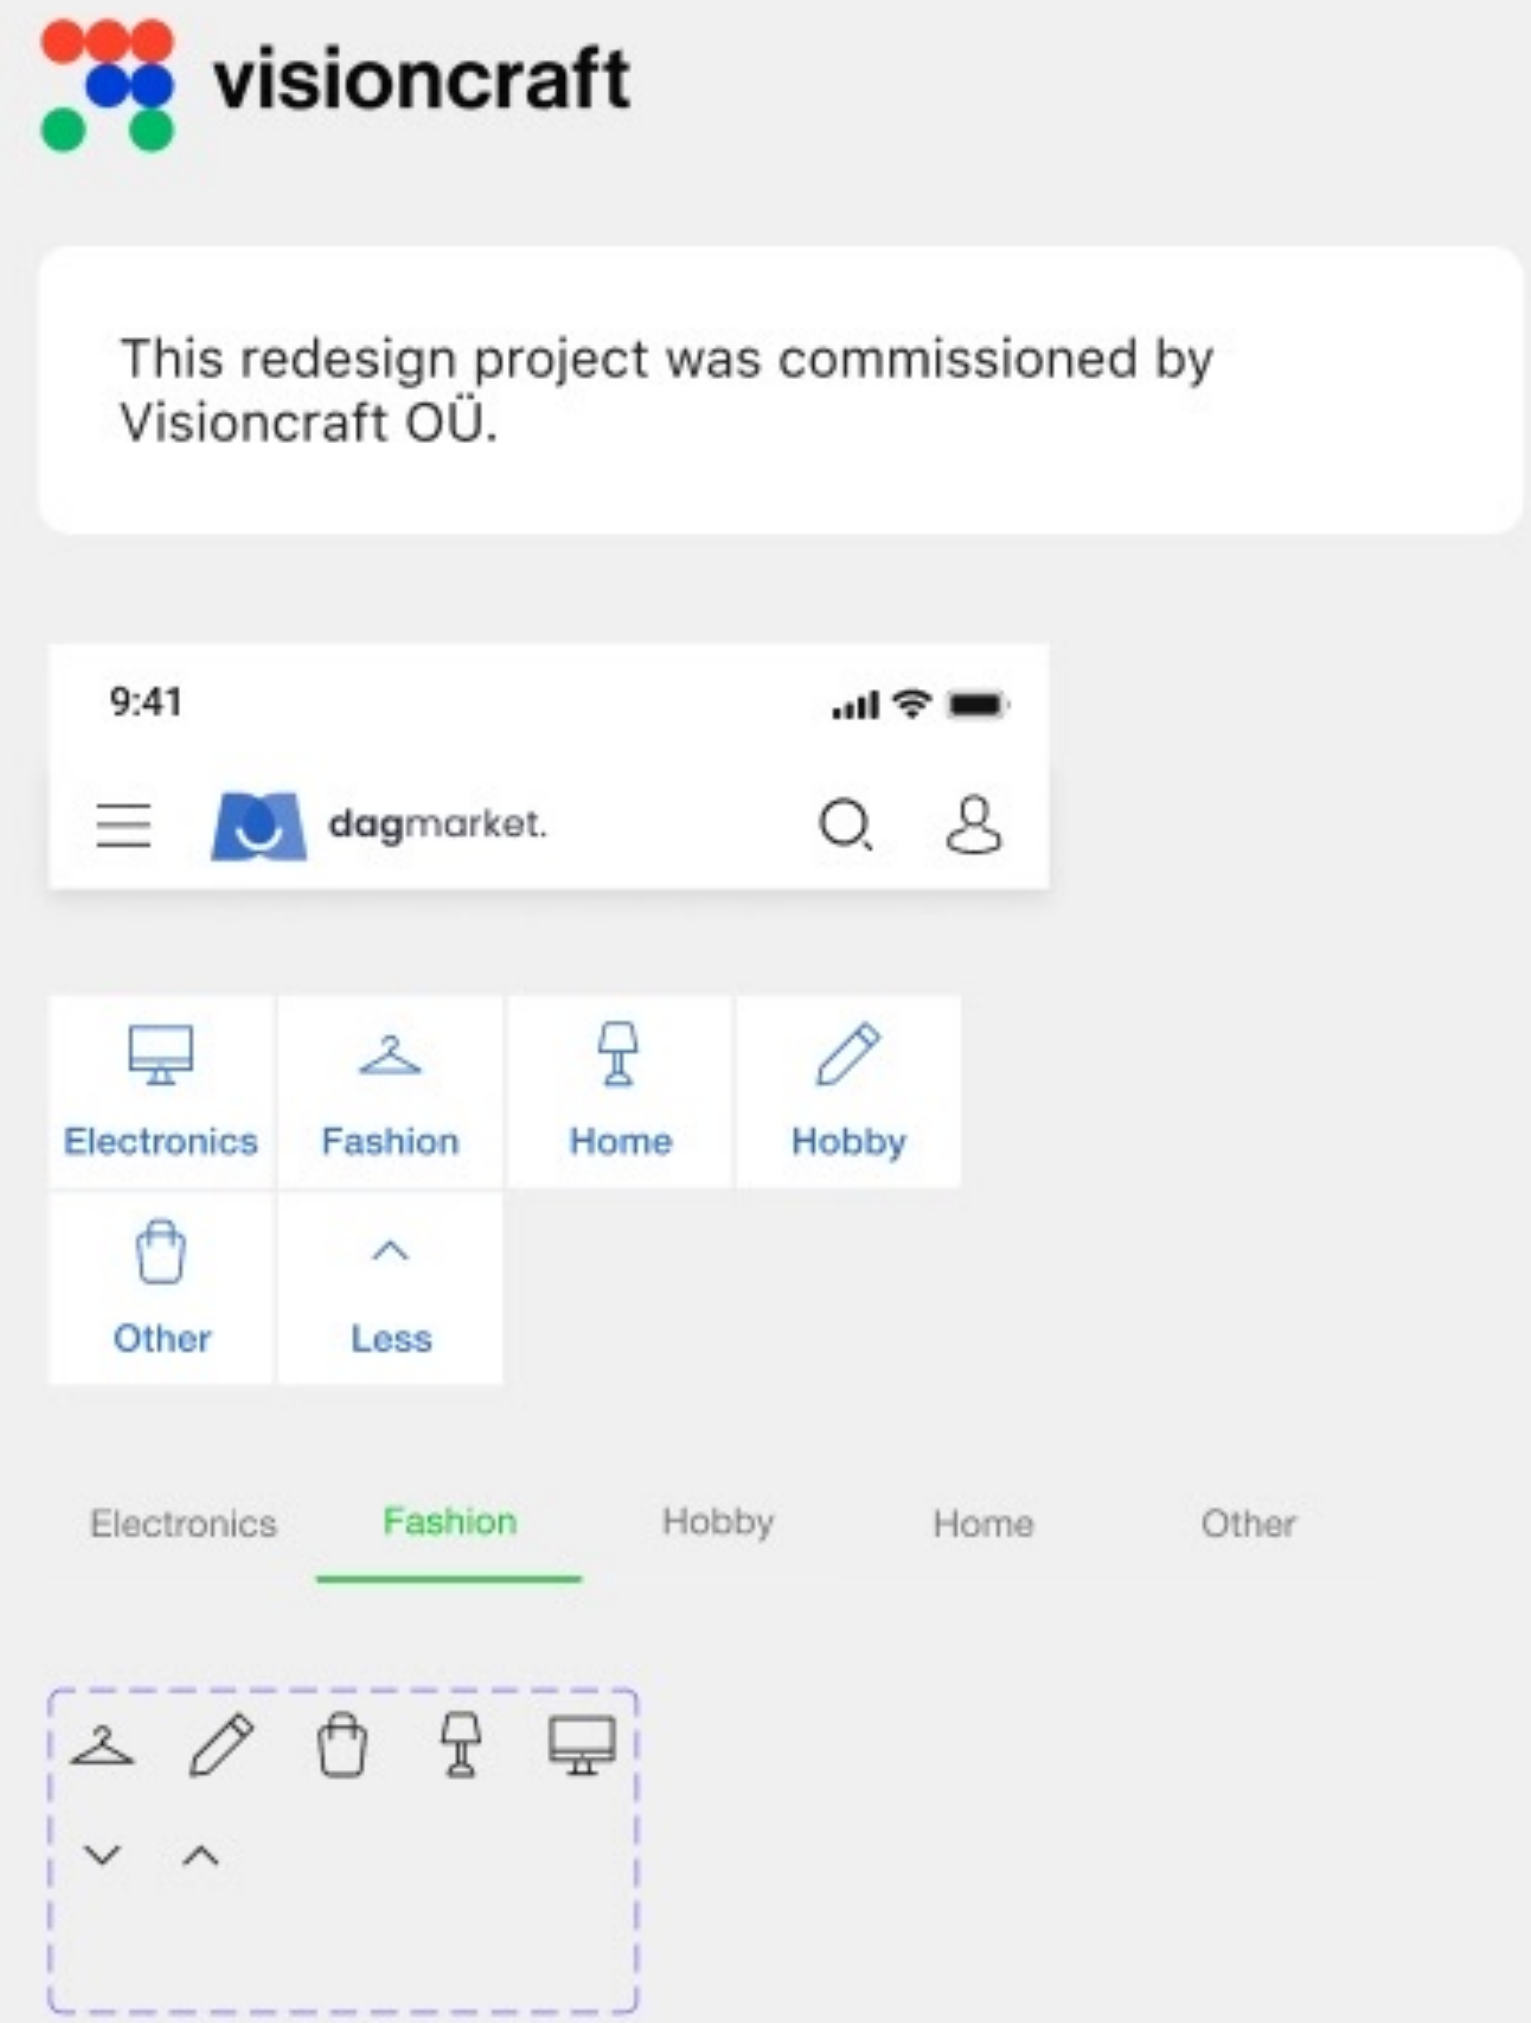 visioncraft
This redesign project was commissioned by
Visioncraft OÜ.
9:41
dagmarket.
Electronics Fashion Home Hobby
Other Less
Electronics Fashion Hobby Home Other